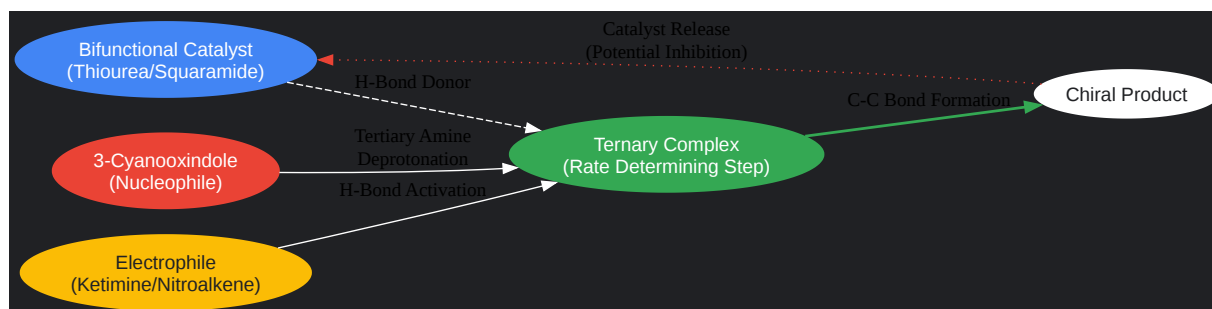 Catalyst Release
(Potential Inhibition)
Bifunctional Catalyst
(Thiourea/Squaramide)
H-Bond Donor
C-C Bond Formation
Chiral Product
Tertiary Amine
Deprotonation
Ternary Complex
(Rate Determining Step)
3-Cyanooxindole
(Nucleophile)
H-Bond Activation
Electrophile
(Ketimine/Nitroalkene)